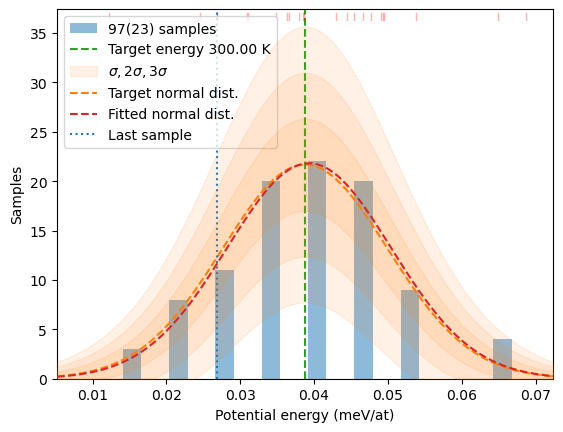 35
30
25
20
15
10
5
0
Samples
97(23) samples
Target energy 300.00 K
σ, 2σ, 3σ
Target normal dist.
Fitted normal dist.
Last sample
0.01 0.02 0.03 0.04 0.05 0.06 0.07
Potential energy (meV/at)